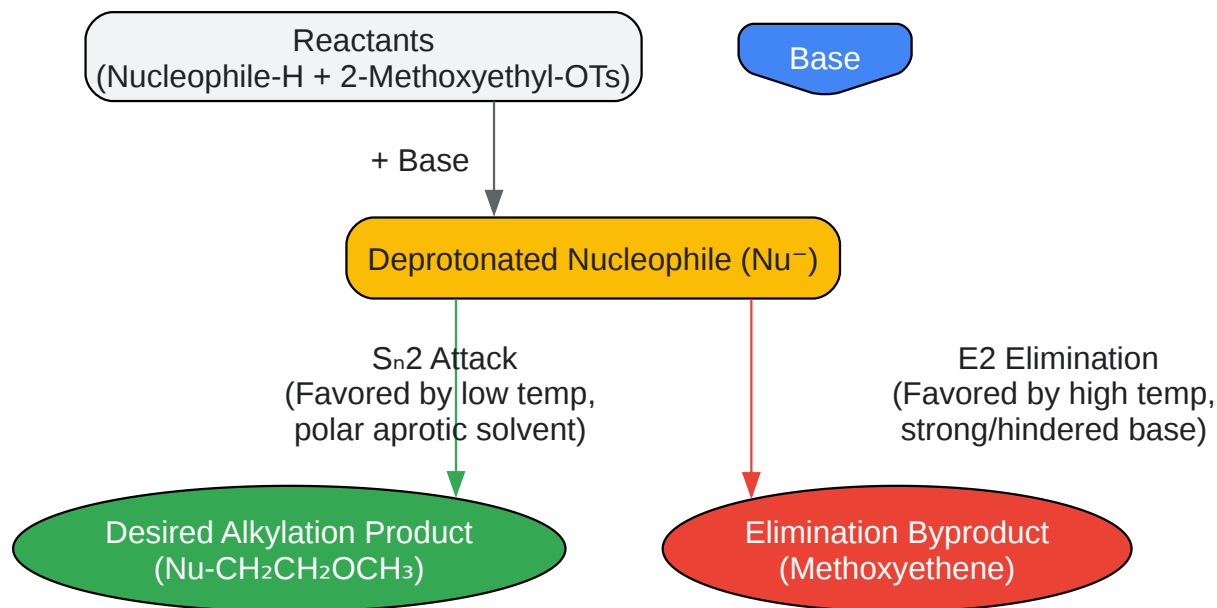 Reactants
(Nucleophile-H + 2-Methoxyethyl-OTs)
Base
+ Base
Deprotonated Nucleophile (Nu⁻)
Sₙ2 Attack
(Favored by low temp,
polar aprotic solvent)
E2 Elimination
(Favored by high temp,
strong/hindered base)
Desired Alkylation Product
(Nu-CH₂CH₂OCH₃)
Elimination Byproduct
(Methoxyethene)